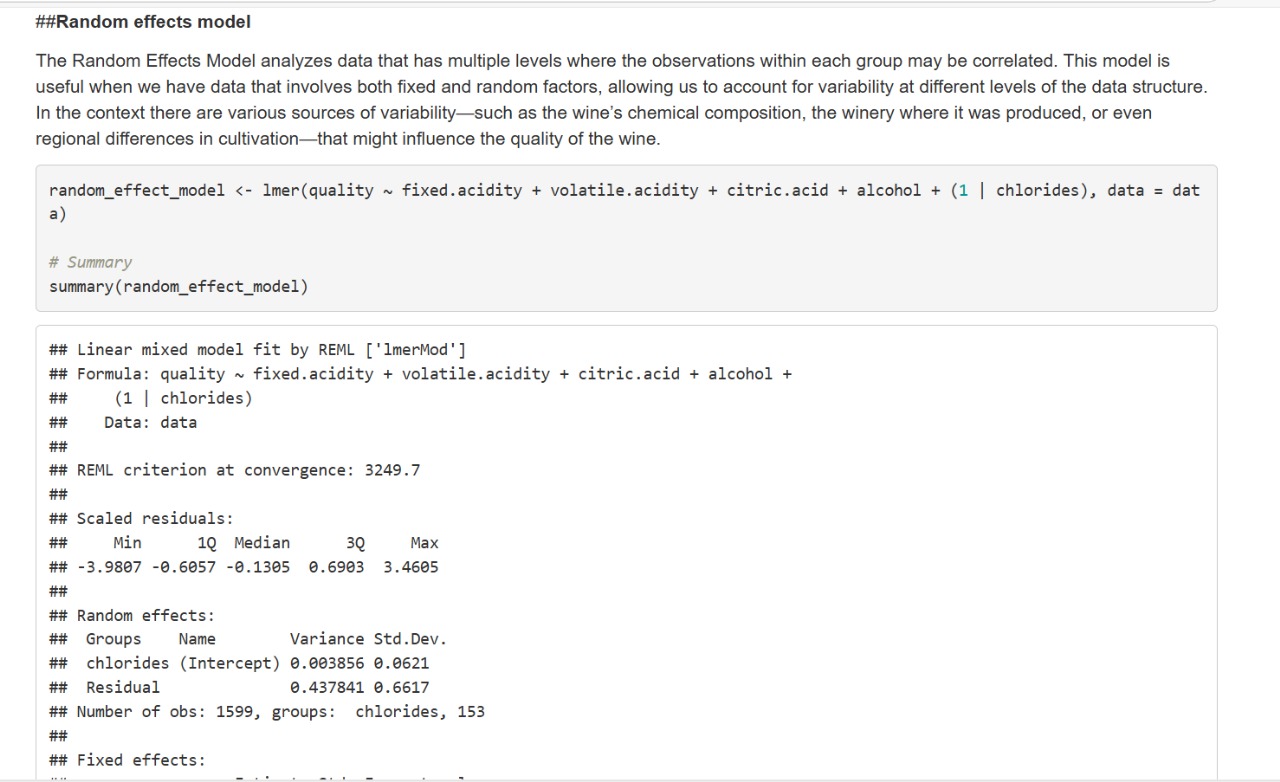 ##Random effects model
The Random Effects Model analyzes data that has multiple levels where the observations within each group may be correlated. This model is
useful when we have data that involves both fixed and random factors, allowing us to account for variability at different levels of the data structure.
In the context there are various sources of variability—such as the wine’s chemical composition, the winery where it was produced, or even
regional differences in cultivation—that might influence the quality of the wine.
random_effect_model <- lmer(quality ~ fixed.acidity + volatile.acidity + citric.acid + alcohol + (1 | chlorides), data = dat
a)
# Summary
summary(random_effect_model)
## Linear mixed model fit by REML ['lmerMod']
## Formula: quality ~ fixed.acidity + volatile.acidity + citric.acid + alcohol +
##     (1 | chlorides)
##    Data: data
##
## REML criterion at convergence: 3249.7
##
## Scaled residuals:
##     Min      1Q  Median      3Q     Max
## -3.9807 -0.6057 -0.1305  0.6903  3.4605
##
## Random effects:
##  Groups    Name        Variance Std.Dev.
##  chlorides (Intercept) 0.003856 0.0621
##  Residual              0.437841 0.6617
## Number of obs: 1599, groups:  chlorides, 153
##
## Fixed effects: